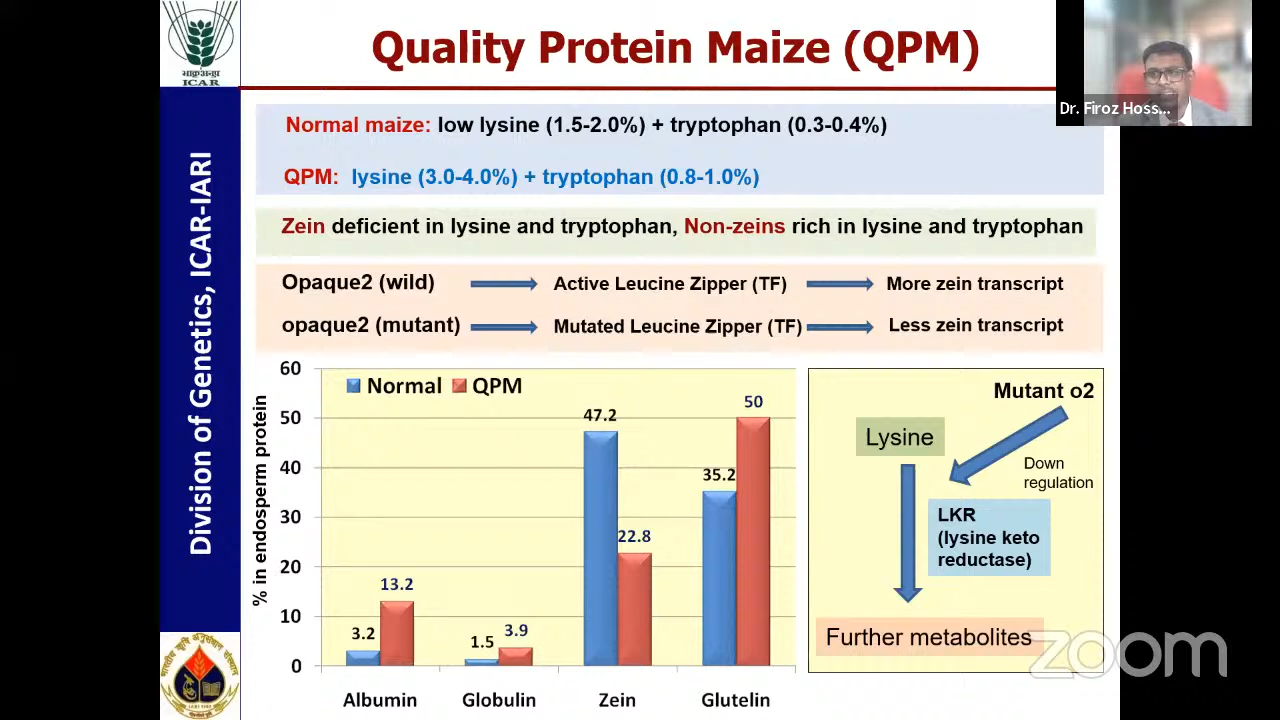 Quality Protein Maize (QPM)
ICAR
Dr. Firoz Hoss...
Division of Genetics, ICAR-IARI
Normal maize: low lysine (1.5-2.0%) + tryptophan (0.3-0.4%)
QPM: lysine (3.0-4.0%) + tryptophan (0.8-1.0%)
Zein deficient in lysine and tryptophan, Non-zeins rich in lysine and tryptophan
Opaque2 (wild) Active Leucine Zipper (TF) More zein transcript
opaque2 (mutant) Mutated Leucine Zipper (TF) Less zein transcript
% in endosperm protein
Normal QPM
60
50
40
30
20
10
0
3.2
13.2
1.5
3.9
47.2
22.8
35.2
50
Albumin Globulin Zein Glutelin
Mutant o2
Lysine
Down
regulation
LKR
(lysine keto
reductase)
Further metabolites
zoom